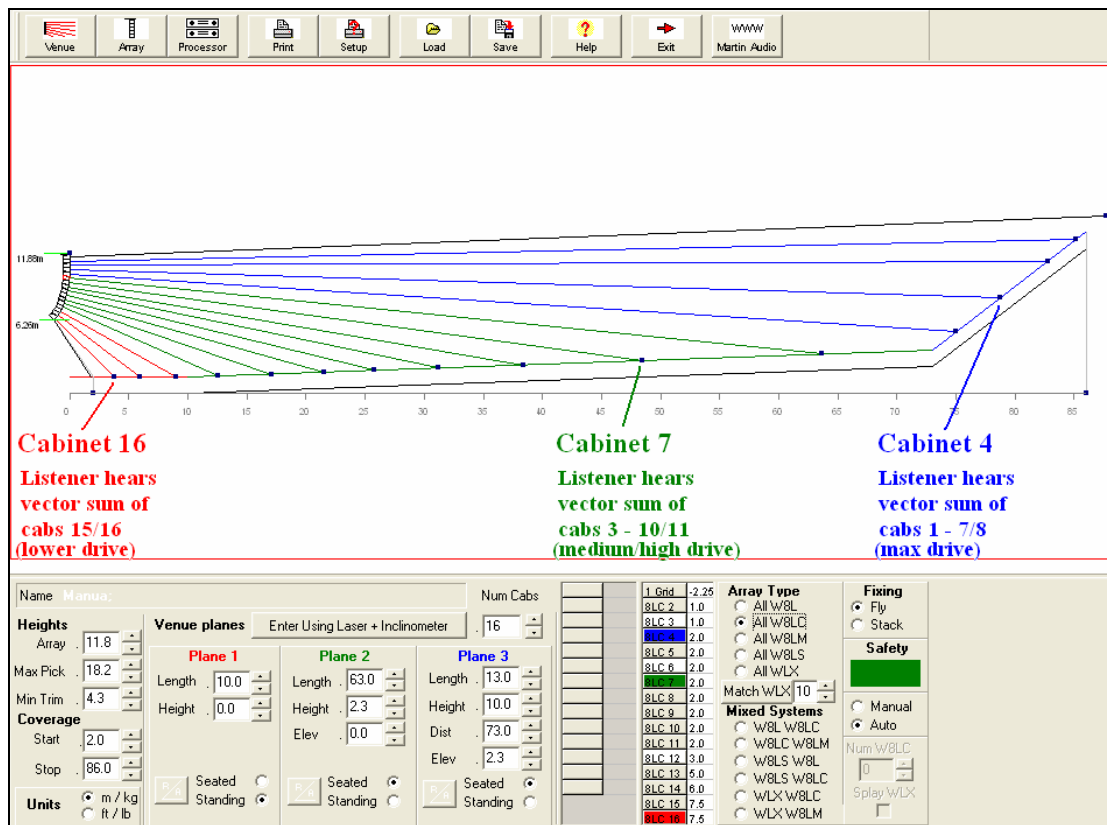 Venue
Array
Processor
Print
Setup
Load
Save
Help
Exit
Martin Audio
WWW
11.88m
6.26m
0 5 10 15 20 25 30 35 40 45 50 55 60 65 70 75 80 85
Cabinet 16
Listener hears
vector sum of
cabs 15/16
(lower drive)
Cabinet 7
Listener hears
vector sum of
cabs 3 - 10/11
(medium/high drive)
Cabinet 4
Listener hears
vector sum of
cabs 1 - 7/8
(max drive)
Name Manua;
Num Cabs
. 16
Heights
Array . 11.8
Max Pick . 18.2
Min Trim . 4.3
Coverage
Start . 2.0
Stop . 86.0
Units m / kg
ft / lb
Venue planes Enter Using Laser + Inclinometer
Plane 1
Length . 10.0
Height . 0.0
R/A Seated
Standing
Plane 2
Length . 63.0
Height . 2.3
Elev . 0.0
R/A Seated
Standing
Plane 3
Length . 13.0
Height . 10.0
Dist . 73.0
Elev . 2.3
R/A Seated
Standing
1 Grid -2.25
8LC 2 1.0
8LC 3 1.0
8LC 4 2.0
8LC 5 2.0
8LC 6 2.0
8LC 7 2.0
8LC 8 2.0
8LC 9 2.0
8LC 10 2.0
8LC 11 2.0
8LC 12 3.0
8LC 13 5.0
8LC 14 6.0
8LC 15 7.5
8LC 16 7.5
Array Type
All W8L
All W8LC
All W8LM
All W8LS
All WLX
Match WLX 10
Mixed Systems
W8L W8LC
W8LC W8LM
W8LS W8L
W8LS W8LC
WLX W8LC
WLX W8LM
Fixing
Fly
Stack
Safety
Manual
Auto
Num W8LC
0
Splay WLX